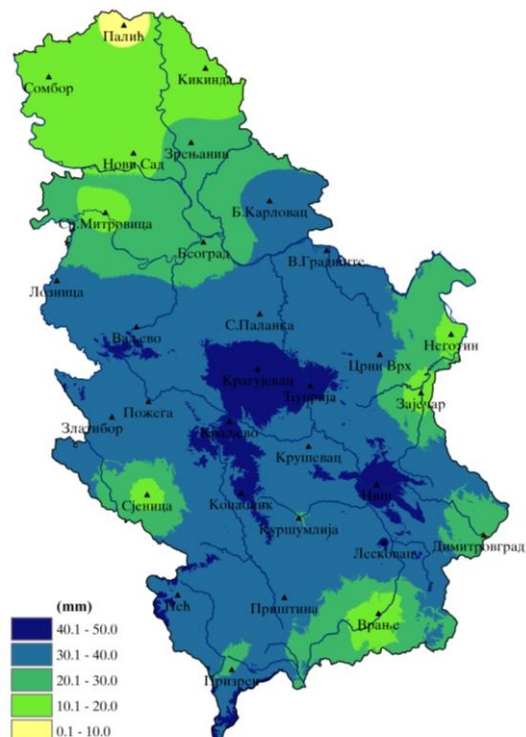 Палић
Сомбор
Кикинда
Зрењанин
Нови Сад
Б.Карловац
Ср.Митровица
Београд
В.Градиште
Лозница
С.Паланка
Ваљево
Неготин
Црни Врх
Крагујевац
Ћуприја
Зајечар
Пожега
Златибор
Краљево
Крушевац
Ниш
Сјеница
Копаоник
Куршумлија
Лесковац
Димитровград
Пећ
Приштина
Врање
Призрен
(mm)
40.1 - 50.0
30.1 - 40.0
20.1 - 30.0
10.1 - 20.0
0.1 - 10.0